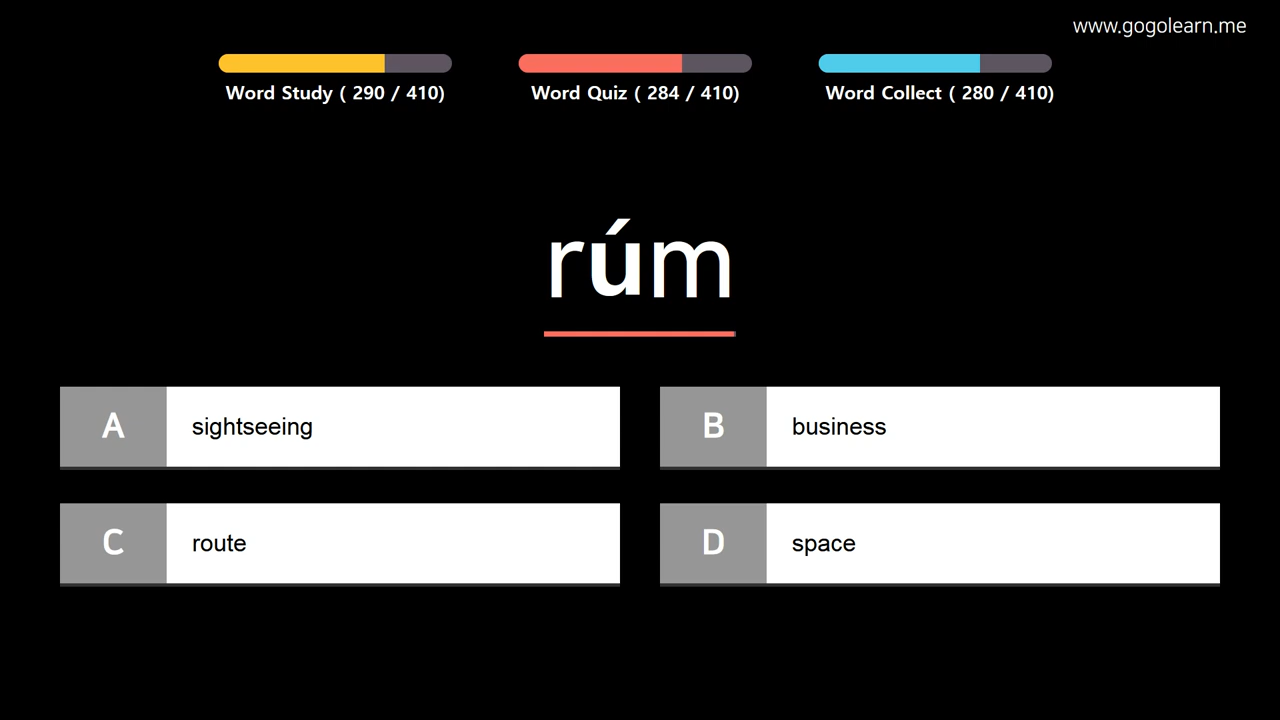 www.gogolearn.me
Word Study ( 290 / 410)
Word Quiz ( 284 / 410)
Word Collect ( 280 / 410)
rúm
A sightseeing
B business
C route
D space